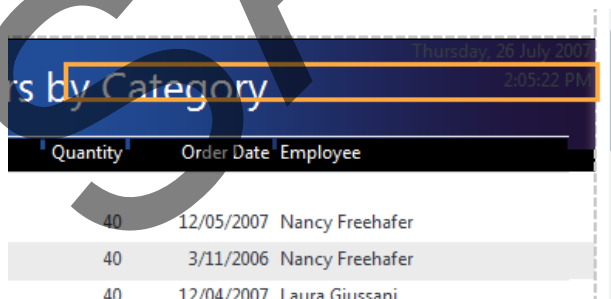 Thursday, 26 July 2007
rs by Category
2:05:22 PM
Quantity Order Date Employee
40 12/05/2007 Nancy Freehafer
40 3/11/2006 Nancy Freehafer
40 12/04/2007 Laura Giussani